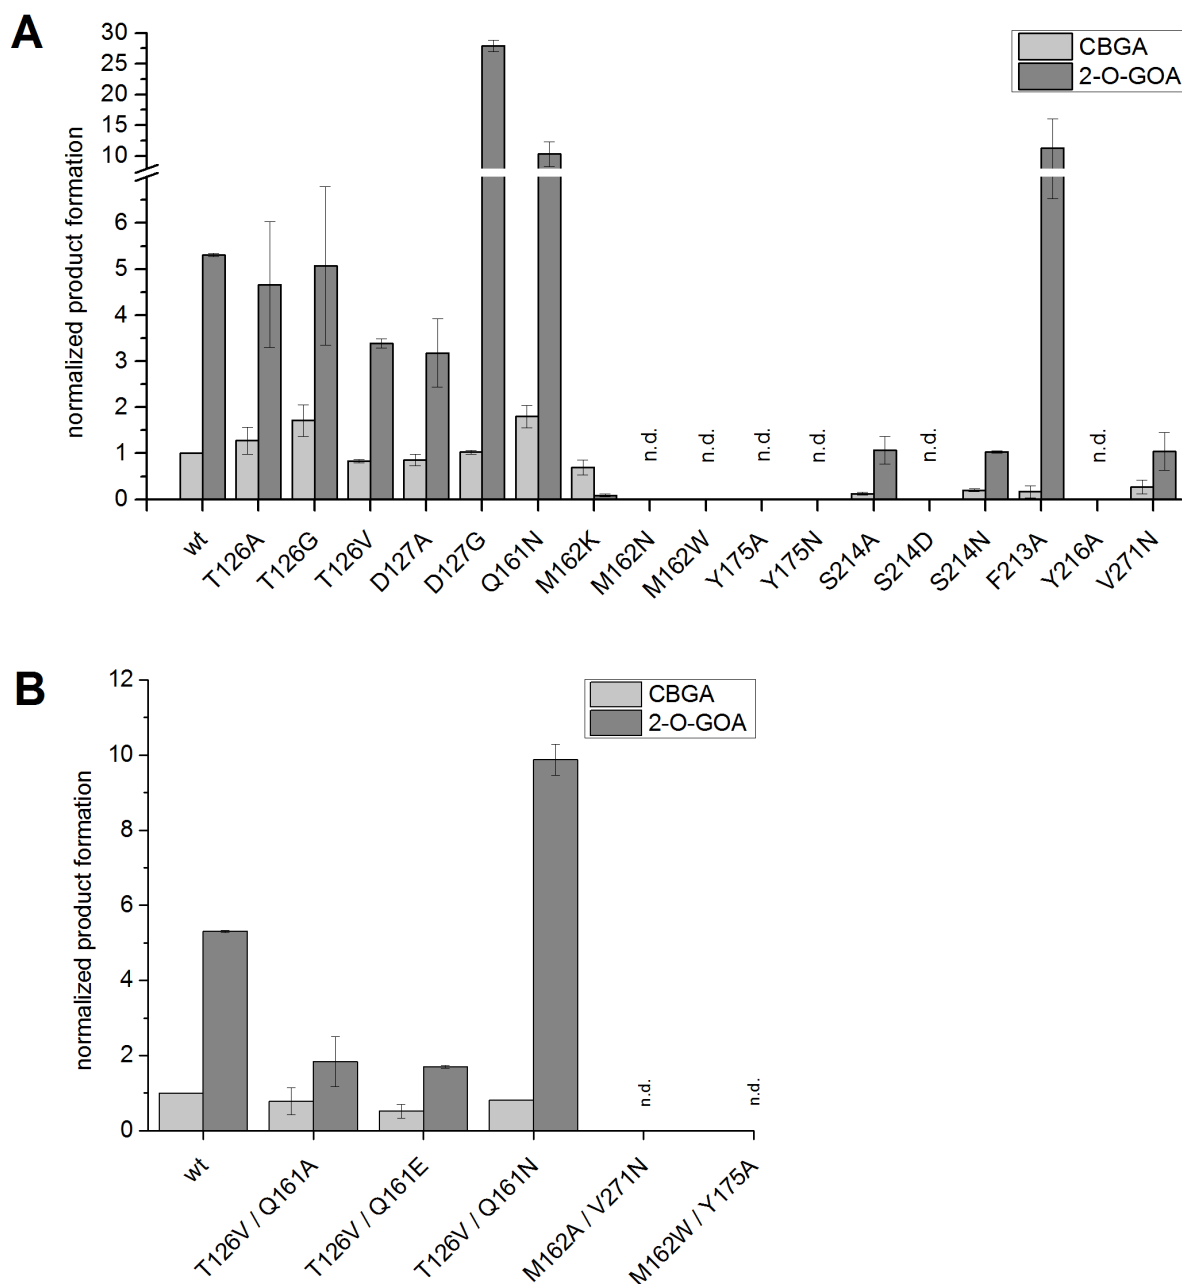 A
CBGA
2-O-GOA
normalized product formation
30
25
20
15
10
6
5
4
3
2
1
0
n.d.
n.d.
n.d.
n.d.
n.d.
n.d.
wt
T126A
T126G
T126V
D127A
D127G
Q161N
M162K
M162N
M162W
Y175A
Y175N
S214A
S214D
S214N
F213A
Y216A
V271N
B
CBGA
2-O-GOA
normalized product formation
12
10
8
6
4
2
0
n.d.
n.d.
wt
T126V / Q161A
T126V / Q161E
T126V / Q161N
M162A / V271N
M162W / Y175A